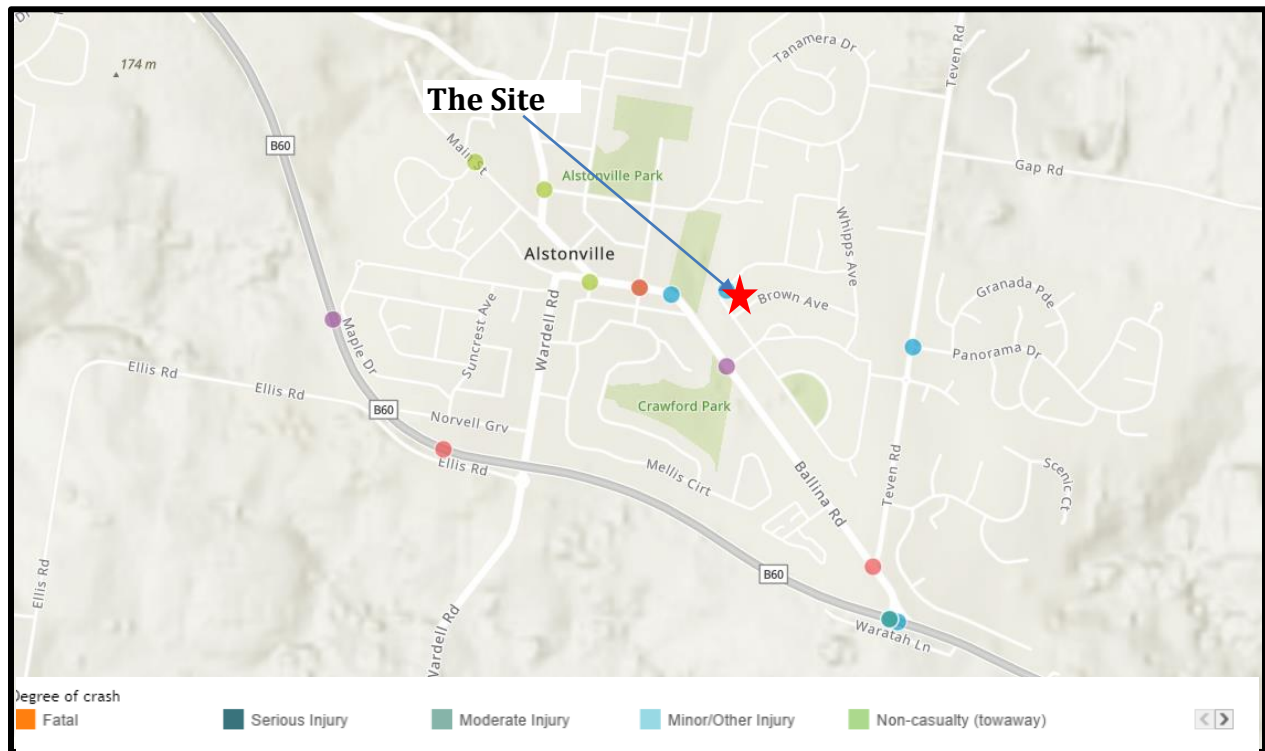 Dr
Tanamera Dr
Teven Rd
174 m
The Site
B60
Main St
Gap Rd
Alstonville Park
Whipps Ave
Alstonville
Brown Ave
Granada Pde
Suncrest Ave
Wardell Rd
Maple Dr
Panorama Dr
Ellis Rd
Ellis Rd
B60
Crawford Park
Norvell Grv
Ellis Rd
Mellis Cirt
Ballina Rd
Teven Rd
Scenic Ct
Ellis Rd
B60
Wardell Rd
Waratah Ln
Degree of crash
Fatal Serious Injury Moderate Injury Minor/Other Injury Non-casualty (towaway)